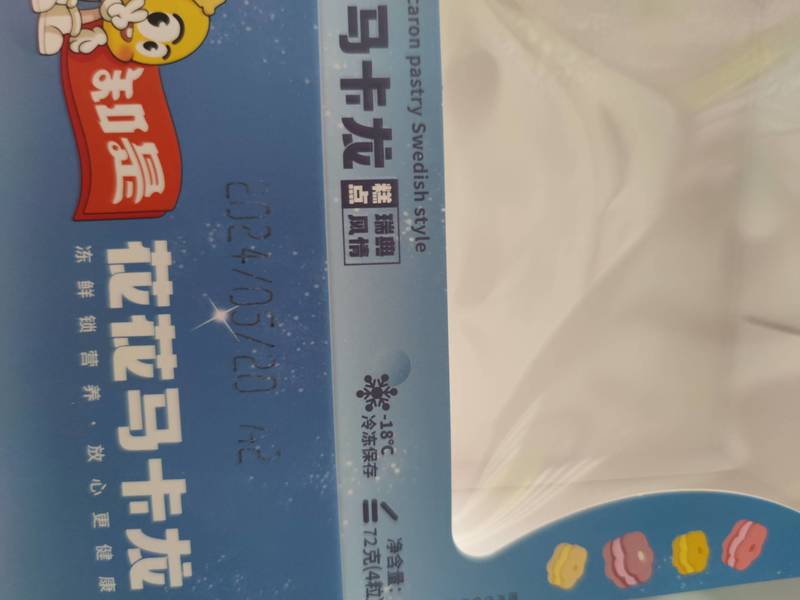 caron pastry Swedish style
马卡龙
糕点 瑞典风情
-18°C
冷冻保存
净含量:
72克(4粒)
知是
2024/05/20 A2
花花马卡龙
冻鲜锁营养，放心更健康